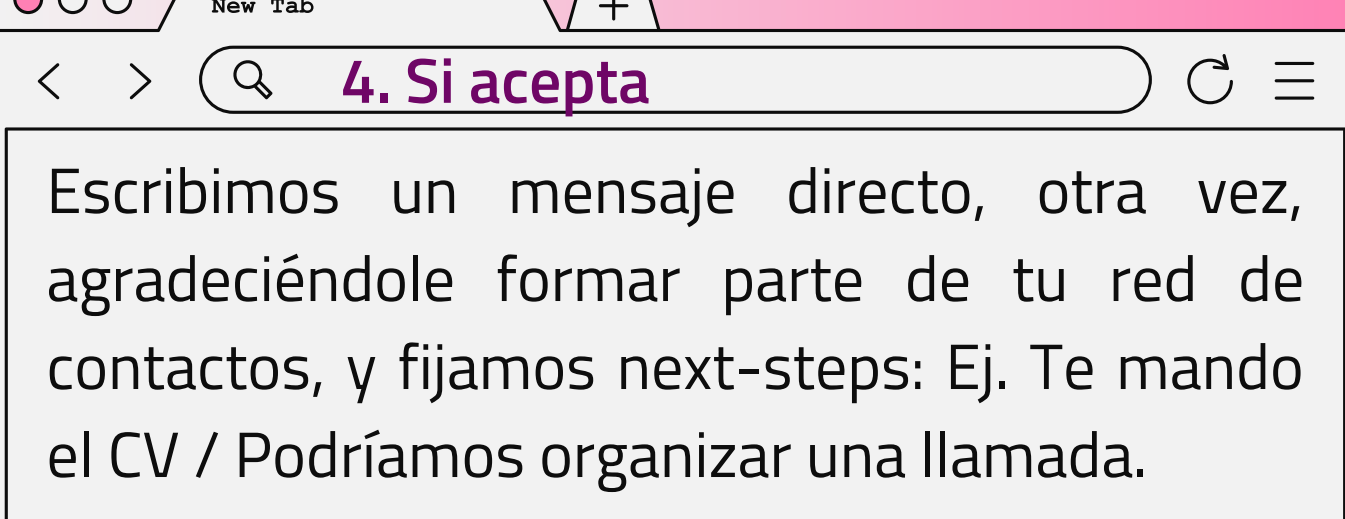 New Tab
4. Si acepta
Escribimos un mensaje directo, otra vez,
agradeciéndole formar parte de tu red de
contactos, y fijamos next-steps: Ej. Te mando
el CV / Podríamos organizar una llamada.